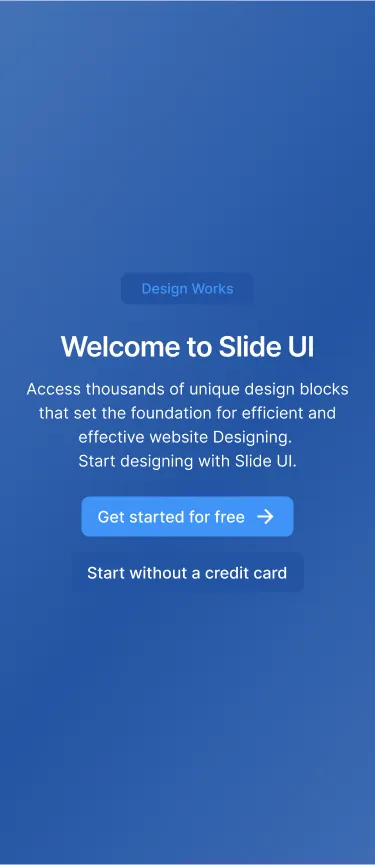 Design Works
Welcome to Slide UI
Access thousands of unique design blocks
that set the foundation for efficient and
effective website Designing.
Start designing with Slide UI.
Get started for free
Start without a credit card